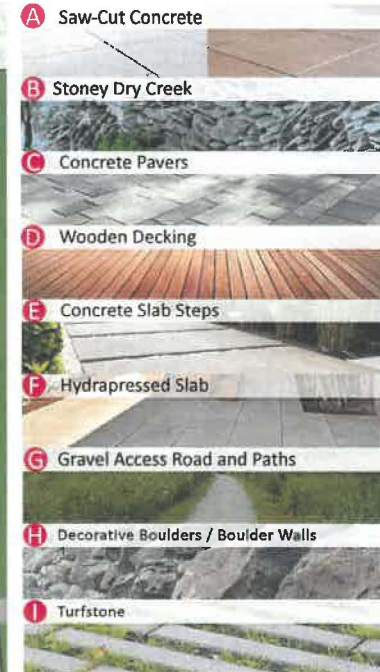 A Saw-Cut Concrete
B Stoney Dry Creek
C Concrete Pavers
D Wooden Decking
E Concrete Slab Steps
F Hydrapressed Slab
G Gravel Access Road and Paths
H Decorative Boulders / Boulder Walls
I Turfstone